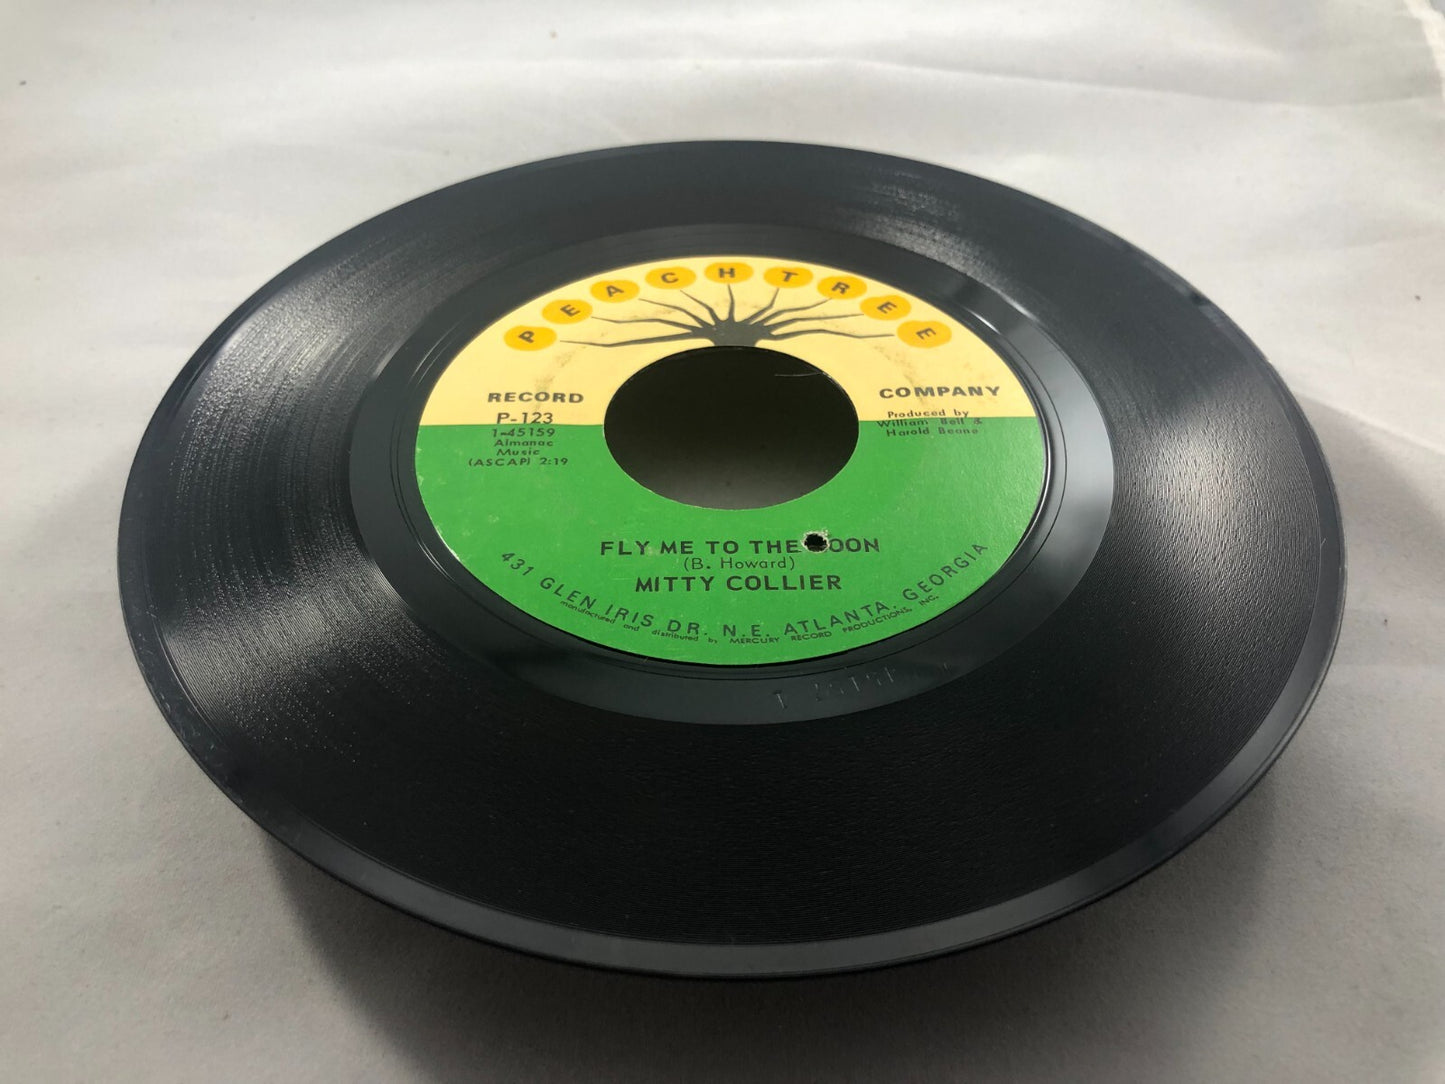 PEACHTREE
RECORD COMPANY
P-123
1-45159
Almanac
Music
(ASCAP) 2:19
Produced by
William Bell &
Harold Beane
FLY ME TO THE OON
(B. Howard)
MITTY COLLIER
431 GLEN IRIS DR. N.E. ATLANTA, GEORGIA
manufactured and distributed by MERCURY RECORD PRODUCTIONS, INC.